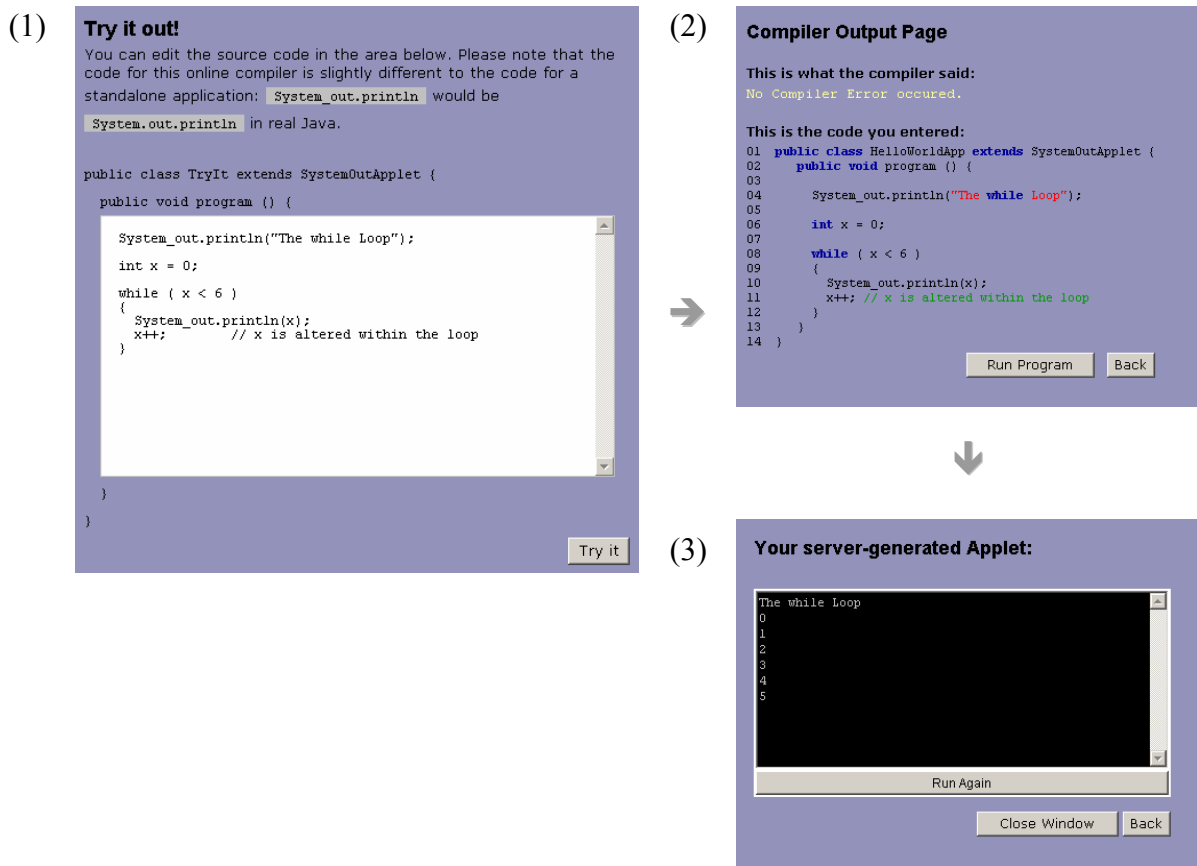 (1)
Try it out!
You can edit the source code in the area below. Please note that the
code for this online compiler is slightly different to the code for a
standalone application: System_out.println would be
System.out.println in real Java.
public class TryIt extends SystemOutApplet {
public void program () {
System_out.println("The while Loop");
int x = 0;
while ( x < 6 )
{
System_out.println(x);
x++; // x is altered within the loop
}
}
}
Try it
(2)
Compiler Output Page
This is what the compiler said:
No Compiler Error occured.
This is the code you entered:
01 public class HelloWorldApp extends SystemOutApplet {
02 public void program () {
03
04 System_out.println("The while Loop");
05
06 int x = 0;
07
08 while ( x < 6 )
09 {
10 System_out.println(x);
11 x++; // x is altered within the loop
12 }
13 }
14 }
Run Program Back
(3)
Your server-generated Applet:
The while Loop
0
1
2
3
4
5
Run Again
Close Window Back